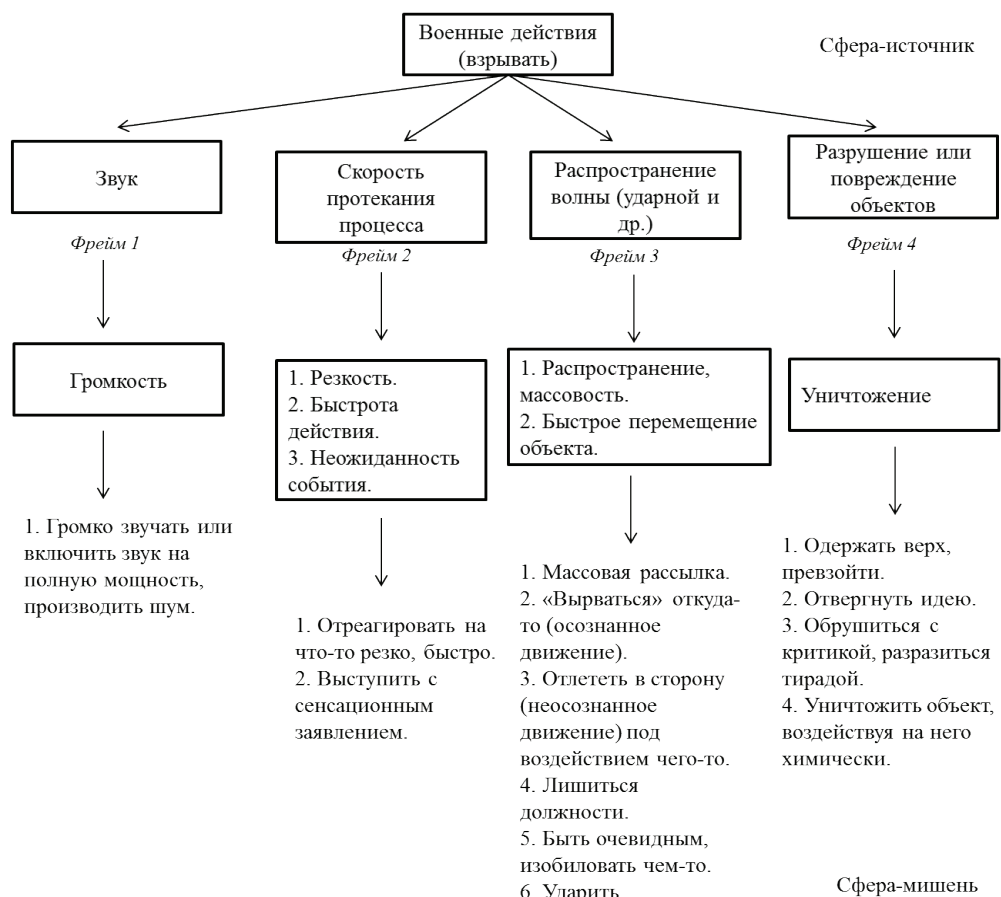 Военные действия
(взрывать)
Сфера-источник
Звук
Скорость
протекания
процесса
Распространение
волны (ударной и
др.)
Разрушение или
повреждение
объектов
Фрейм 1
Фрейм 2
Фрейм 3
Фрейм 4
Громкость
1. Резкость.
2. Быстрота
действия.
3. Неожиданность
события.
1. Распространение,
массовость.
2. Быстрое перемещение
объекта.
Уничтожение
1. Громко звучать или
включить звук на
полную мощность,
производить шум.
1. Отреагировать на
что-то резко, быстро.
2. Выступить с
сенсационным
заявлением.
1. Массовая рассылка.
2. «Вырваться» откуда-
то (осознанное
движение).
3. Отлететь в сторону
(неосознанное
движение) под
воздействием чего-то.
4. Лишиться
должности.
5. Быть очевидным,
изобиловать чем-то.
6. Ударить
1. Одержать верх,
превзойти.
2. Отвергнуть идею.
3. Обрушиться с
критикой, разразиться
тирадой.
4. Уничтожить объект,
воздействуя на него
химически.
Сфера-мишень